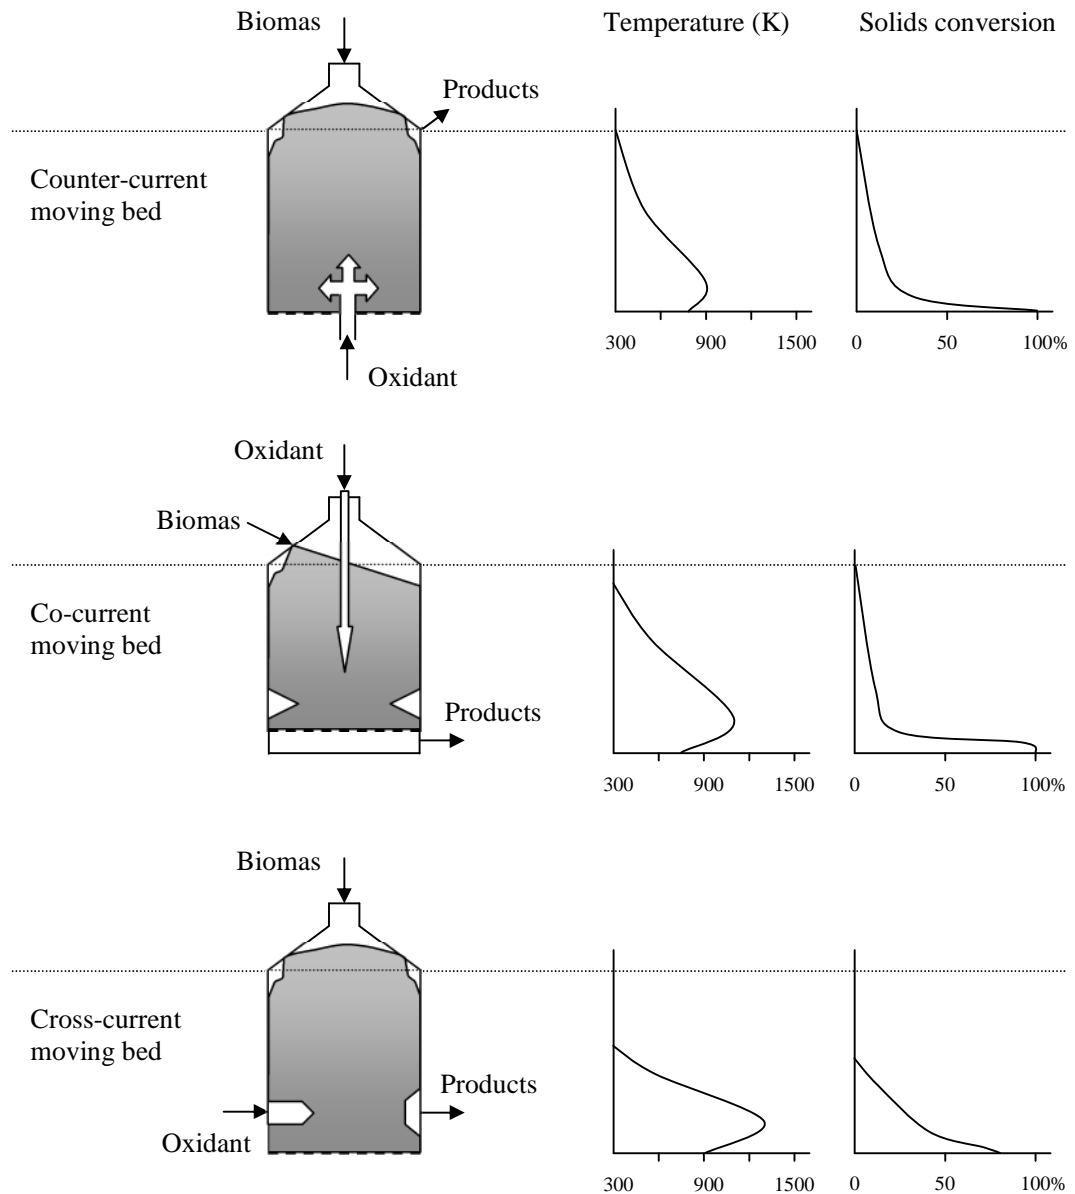 Temperature (K)
Solids conversion
Biomas
Products
Counter-current
moving bed
Oxidant
300 900 1500
0 50 100%
Oxidant
Biomas
Co-current
moving bed
Products
300 900 1500
0 50 100%
Biomas
Cross-current
moving bed
Products
Oxidant
300 900 1500
0 50 100%